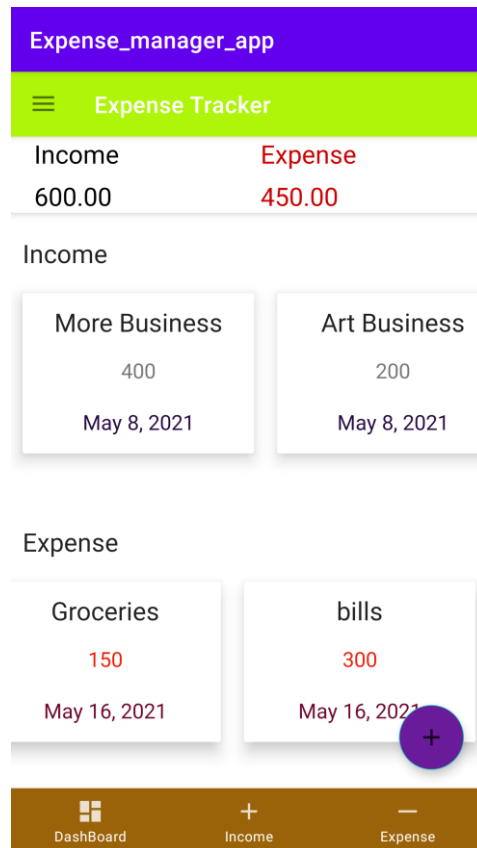 Expense_manager_app
Expense Tracker
Income Expense
600.00 450.00
Income
More Business Art Business
400 200
May 8, 2021 May 8, 2021
Expense
Groceries bills
150 300
May 16, 2021 May 16, 2021
+
DashBoard Income Expense